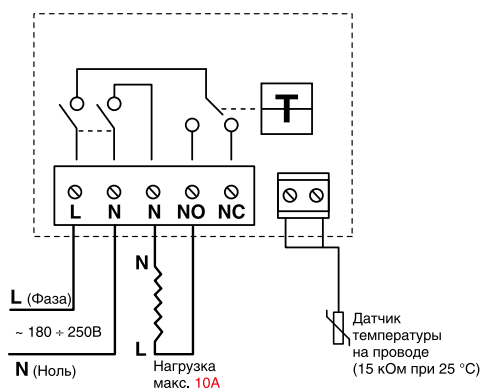 T
L N N NO NC
N
L (Фаза)
~ 180 ÷ 250В
L
N (Ноль)
Нагрузка
макс. 10А
Датчик
температуры
на проводе
(15 кОм при 25 °C)